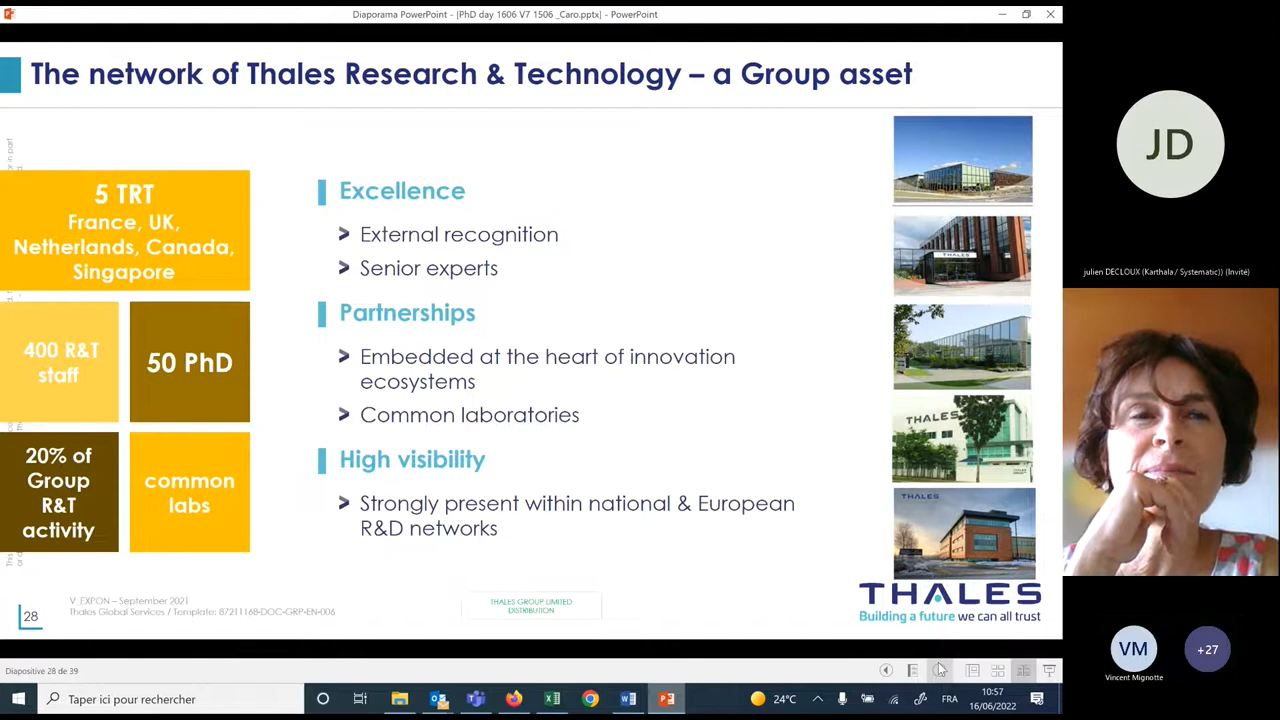 Diaporama PowerPoint - [PhD day 1606 V7 1506 _Caro.pptx] - PowerPoint
The network of Thales Research & Technology – a Group asset
5 TRT
France, UK,
Netherlands, Canada,
Singapore
400 R&T
staff
50 PhD
20% of
Group
R&T
activity
common
labs
Excellence
> External recognition
> Senior experts
Partnerships
> Embedded at the heart of innovation
ecosystems
> Common laboratories
High visibility
> Strongly present within national & European
R&D networks
THALES
THALES
THALES
THALES
Building a future we can all trust
28
V_EXPON – September 2021
Thales Global Services / Template: 87211168-DOC-GRP-EN-006
THALES GROUP LIMITED
DISTRIBUTION
JD
julien DECLOUX (Karthala / Systematic)) (Invité)
VM
Vincent Mignotte
+27
Diapositive 28 de 39
Taper ici pour rechercher
24°C
FRA
10:57
16/06/2022